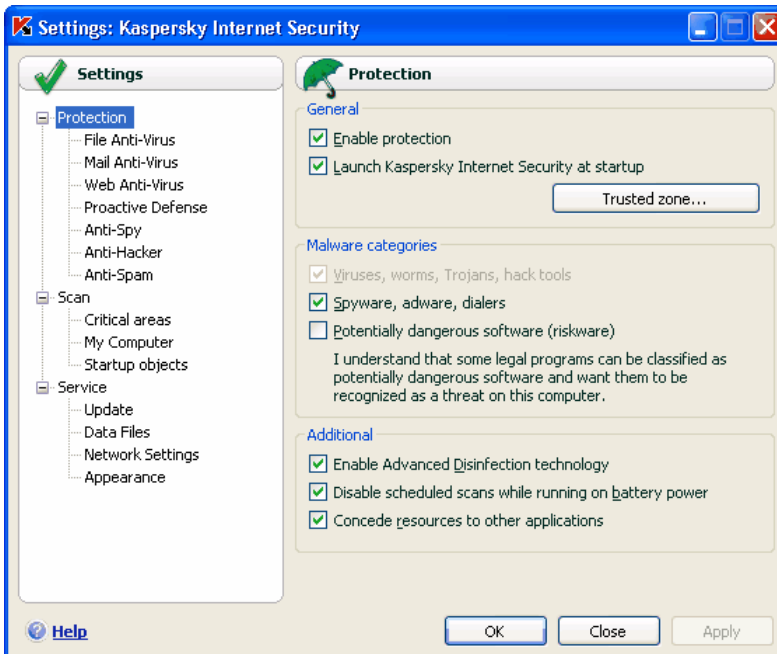 Settings: Kaspersky Internet Security
Settings
Protection
File Anti-Virus
Mail Anti-Virus
Web Anti-Virus
Proactive Defense
Anti-Spy
Anti-Hacker
Anti-Spam
Scan
Critical areas
My Computer
Startup objects
Service
Update
Data Files
Network Settings
Appearance
Protection
General
Enable protection
Launch Kaspersky Internet Security at startup
Trusted zone...
Malware categories
Viruses, worms, Trojans, hack tools
Spyware, adware, dialers
Potentially dangerous software (riskware)
I understand that some legal programs can be classified as
potentially dangerous software and want them to be
recognized as a threat on this computer.
Additional
Enable Advanced Disinfection technology
Disable scheduled scans while running on battery power
Concede resources to other applications
Help
OK
Close
Apply